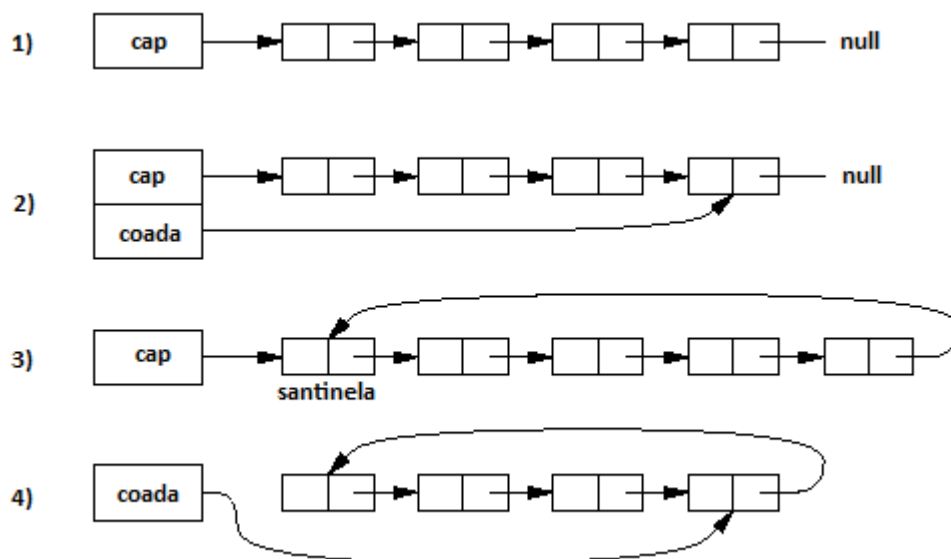 1) cap null
2) cap null
coada
3) cap
santinela
4) coada